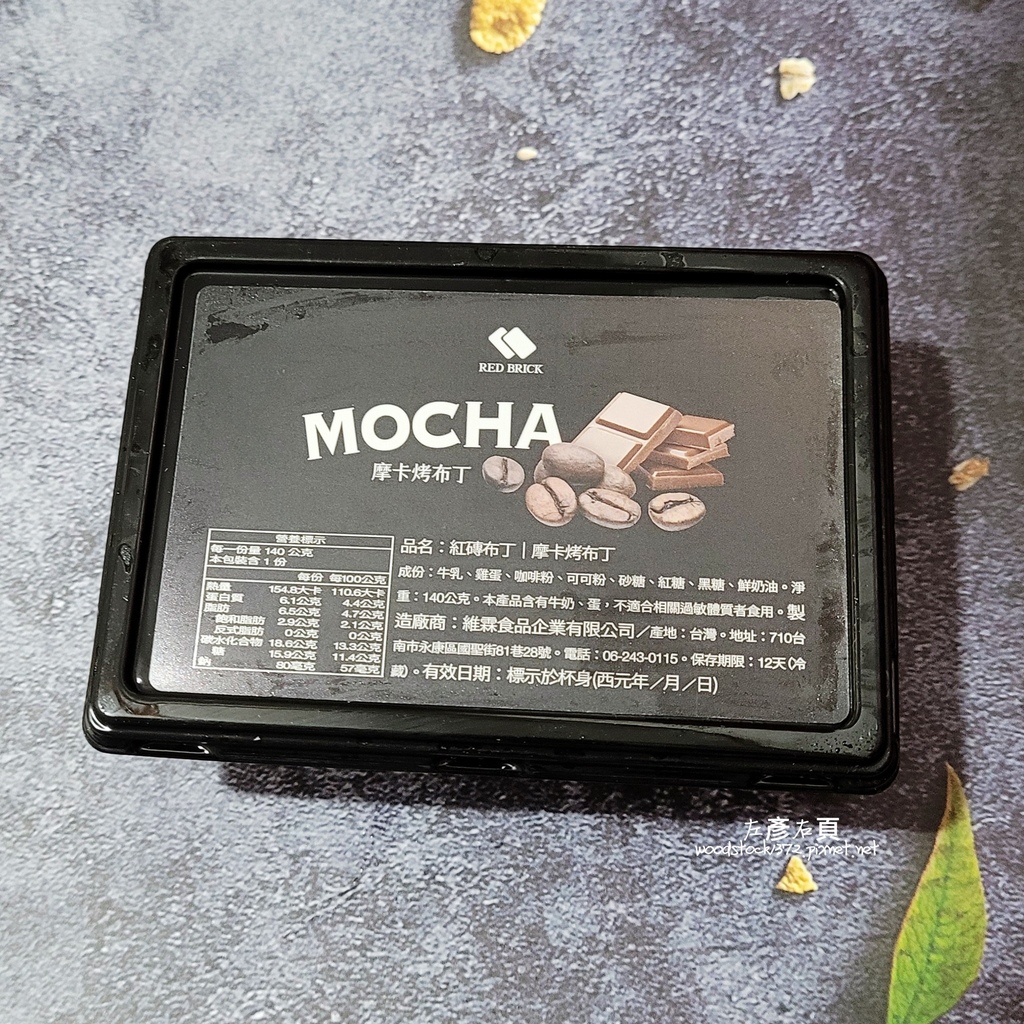 RED BRICK
MOCHA
摩卡烤布丁
營養標示
每一份量 140 公克
本包裝含 1 份
每份 每100公克
熱量 154.8大卡 110.6大卡
蛋白質 6.1公克 4.4公克
脂肪 6.5公克 4.7公克
飽和脂肪 2.9公克 2.1公克
反式脂肪 0公克 0公克
碳水化合物 18.6公克 13.3公克
糖 15.9公克 11.4公克
鈉 80毫克 57毫克
品名：紅磚布丁｜摩卡烤布丁
成份：牛乳、雞蛋、咖啡粉、可可粉、砂糖、紅糖、黑糖、鮮奶油。淨
重：140公克。本產品含有牛奶、蛋，不適合相關過敏體質者食用。製
造廠商：維霖食品企業有限公司／產地：台灣。地址：710台
南市永康區國聖街81巷28號。電話：06-243-0115。保存期限：12天(冷
藏)。有效日期：標示於杯身(西元年／月／日)
左彥右頁
woodstock1372.pixnet.net